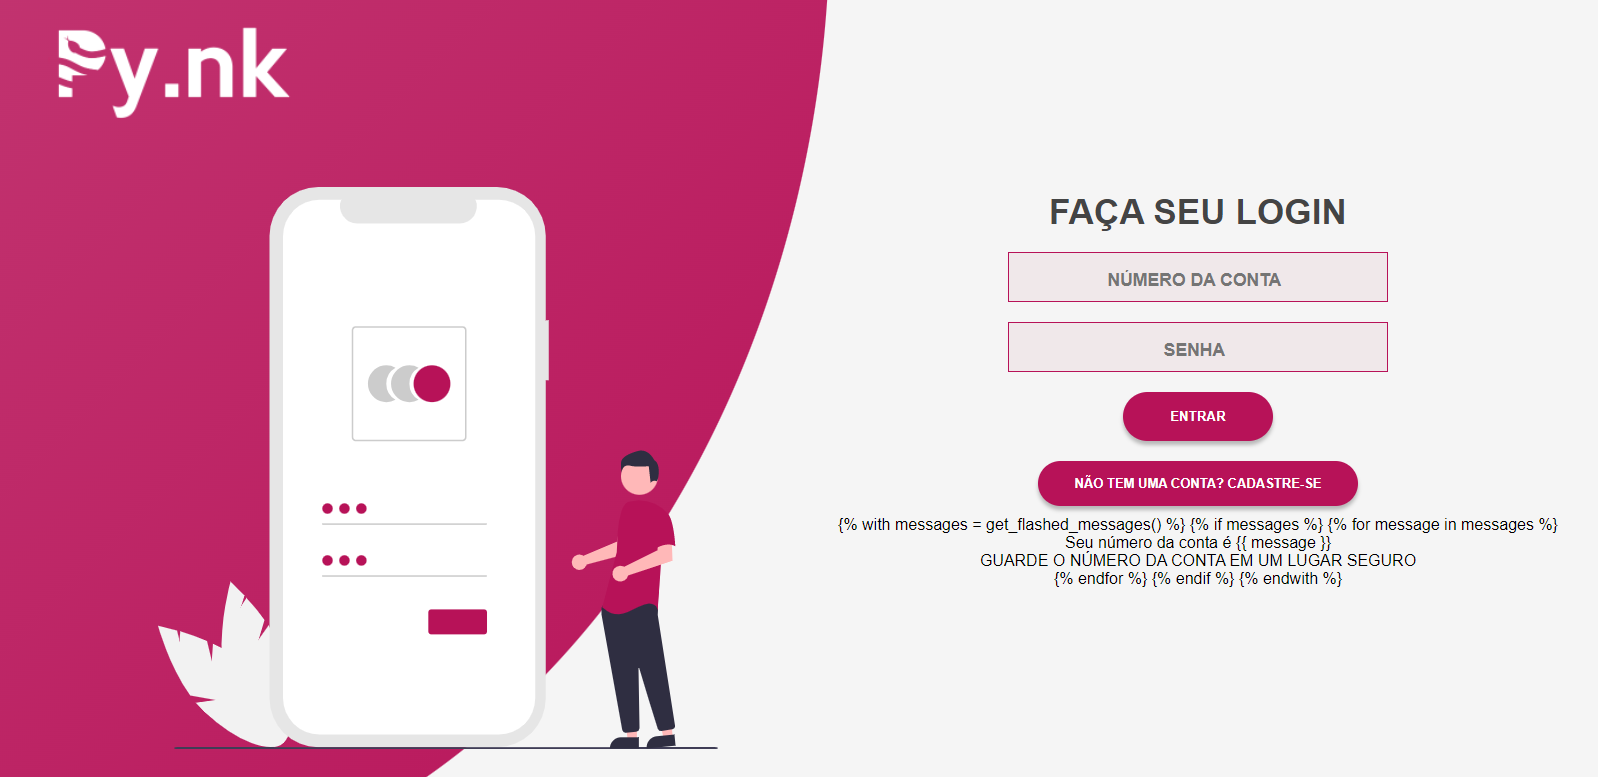 Py.nk
FAÇA SEU LOGIN
NÚMERO DA CONTA
SENHA
ENTRAR
NÃO TEM UMA CONTA? CADASTRE-SE
{% with messages = get_flashed_messages() %} {% if messages %} {% for message in messages %}
Seu número da conta é {{ message }}
GUARDE O NÚMERO DA CONTA EM UM LUGAR SEGURO
{% endfor %} {% endif %} {% endwith %}